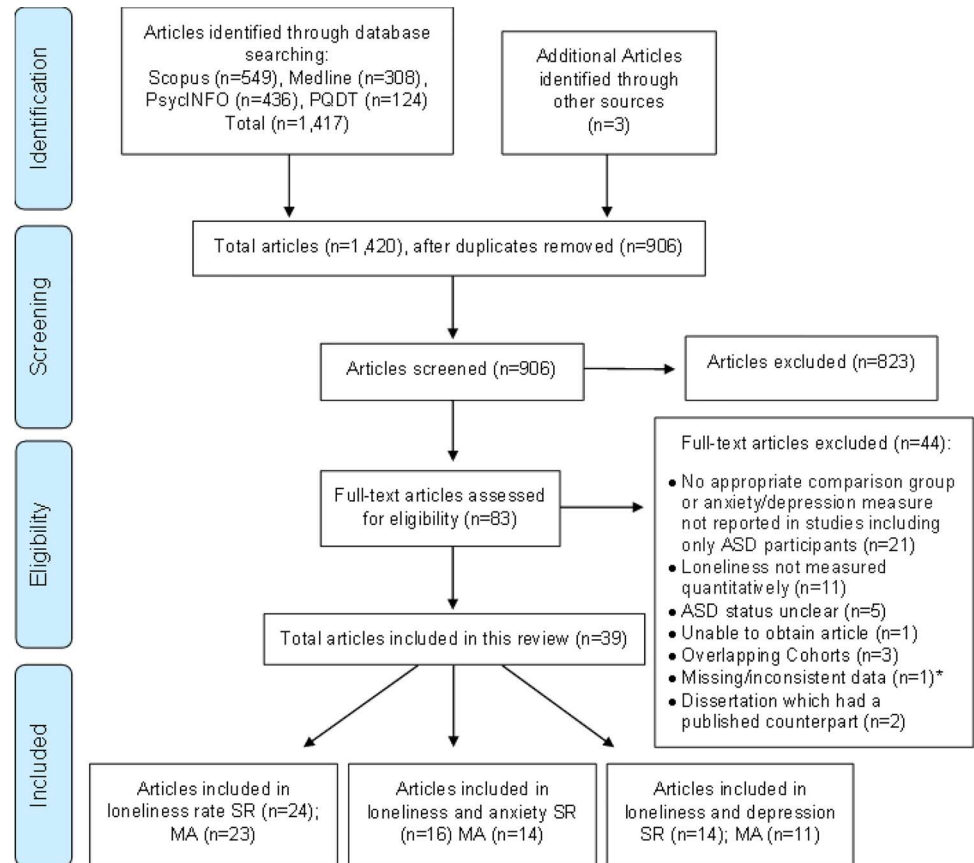 Identification
Articles identified through database
searching:
Scopus (n=549), Medline (n=308),
PsycINFO (n=436), PQDT (n=124)
Total (n=1,417)
Additional Articles
identified through
other sources
(n=3)
Screening
Total articles (n=1,420), after duplicates removed (n=906)
Articles screened (n=906)
Articles excluded (n=823)
Eligibility
Full-text articles assessed
for eligibility (n=83)
Full-text articles excluded (n=44):
• No appropriate comparison group
or anxiety/depression measure
not reported in studies including
only ASD participants (n=21)
• Loneliness not measured
quantitatively (n=11)
• ASD status unclear (n=5)
• Unable to obtain article (n=1)
• Overlapping Cohorts (n=3)
• Missing/inconsistent data (n=1)*
• Dissertation which had a
published counterpart (n=2)
Total articles included in this review (n=39)
Included
Articles included in
loneliness rate SR (n=24);
MA (n=23)
Articles included in
loneliness and anxiety SR
(n=16) MA (n=14)
Articles included in
loneliness and depression
SR (n=14); MA (n=11)